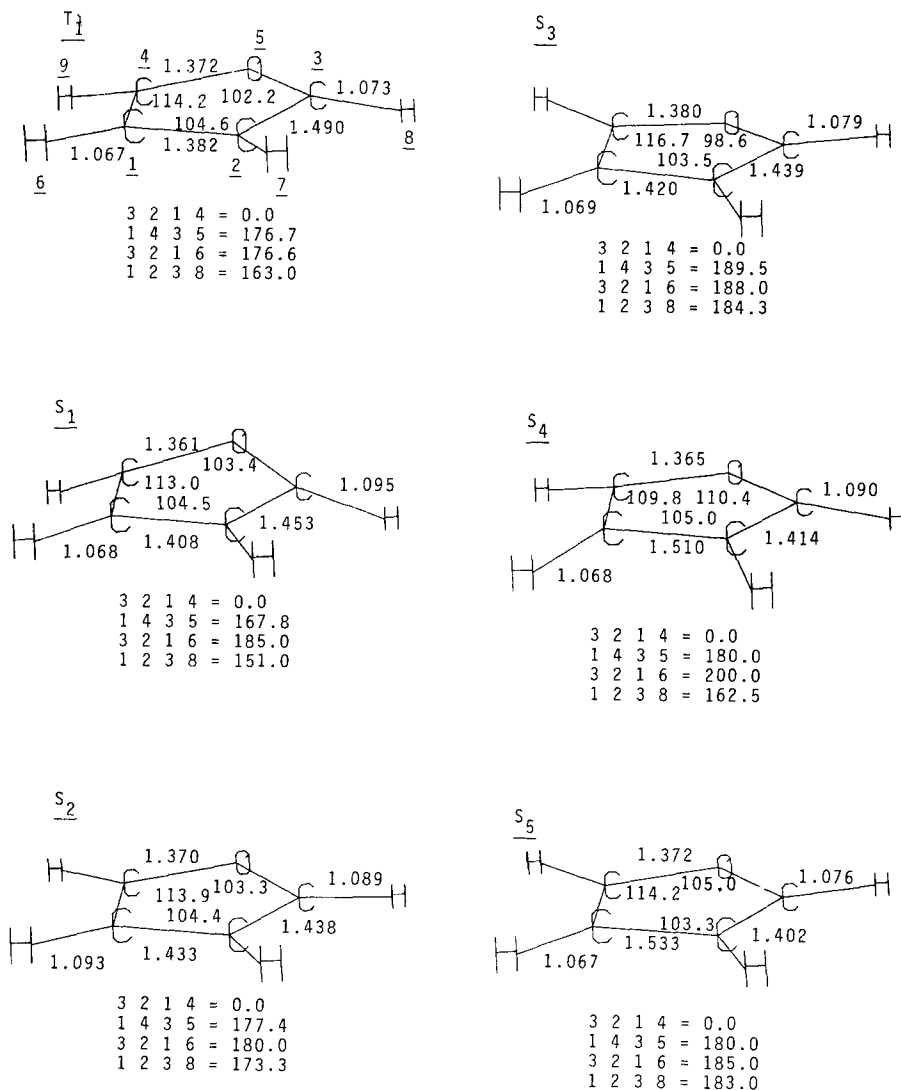 T1
9
4
1.372
5
O
3
1.073
H
C
114.2
102.2
C
H
H
C
104.6
C
1.490
8
1.067
1
1.382
2
H
6
7
3 2 1 4 = 0.0
1 4 3 5 = 176.7
3 2 1 6 = 176.6
1 2 3 8 = 163.0
S3
H
1.380
1.079
C
116.7
O
98.6
C
H
H
C
103.5
C
1.439
1.069
1.420
H
3 2 1 4 = 0.0
1 4 3 5 = 189.5
3 2 1 6 = 188.0
1 2 3 8 = 184.3
S1
1.361
O
103.4
H
C
113.0
C
1.095
H
C
104.5
C
1.453
H
1.068
1.408
H
3 2 1 4 = 0.0
1 4 3 5 = 167.8
3 2 1 6 = 185.0
1 2 3 8 = 151.0
S4
1.365
O
1.090
H
C
109.8
110.4
C
H
C
105.0
C
1.414
H
1.068
1.510
H
3 2 1 4 = 0.0
1 4 3 5 = 180.0
3 2 1 6 = 200.0
1 2 3 8 = 162.5
S2
1.370
O
1.089
H
C
113.9
103.3
C
H
H
C
104.4
C
1.438
1.093
1.433
H
3 2 1 4 = 0.0
1 4 3 5 = 177.4
3 2 1 6 = 180.0
1 2 3 8 = 173.3
S5
1.372
O
1.076
H
C
114.2
105.0
C
H
H
C
103.3
C
1.402
1.067
1.533
H
3 2 1 4 = 0.0
1 4 3 5 = 180.0
3 2 1 6 = 185.0
1 2 3 8 = 183.0